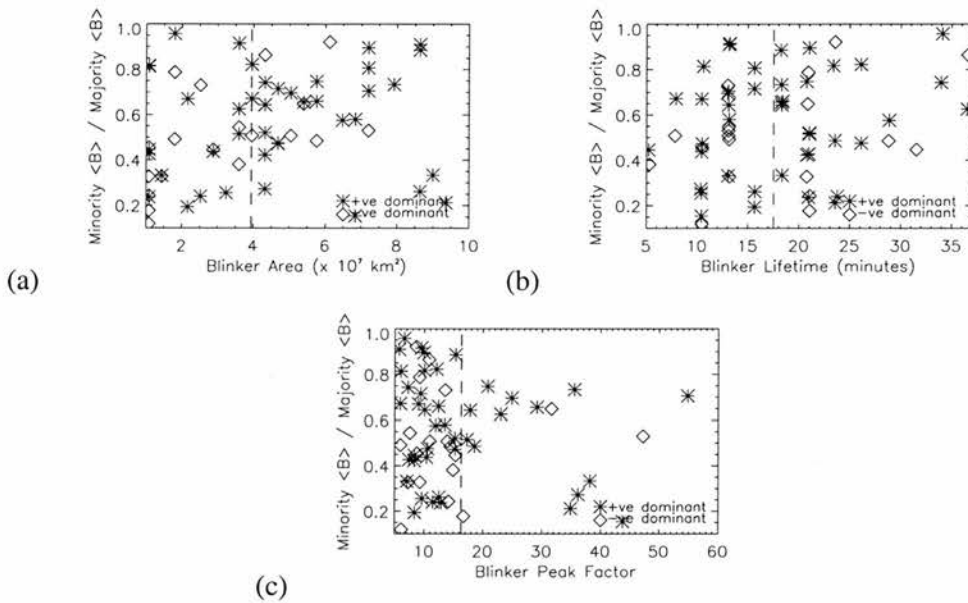 Minority <B> / Majority <B>
1.0
0.8
0.6
0.4
0.2
2
4
6
8
10
+ve dominant
-ve dominant
Blinker Area (x 10⁷ km²)
(a)
Minority <B> / Majority <B>
1.0
0.8
0.6
0.4
0.2
5
10
15
20
25
30
35
+ve dominant
-ve dominant
Blinker Lifetime (minutes)
(b)
Minority <B> / Majority <B>
1.0
0.8
0.6
0.4
0.2
10
20
30
40
50
60
+ve dominant
-ve dominant
Blinker Peak Factor
(c)